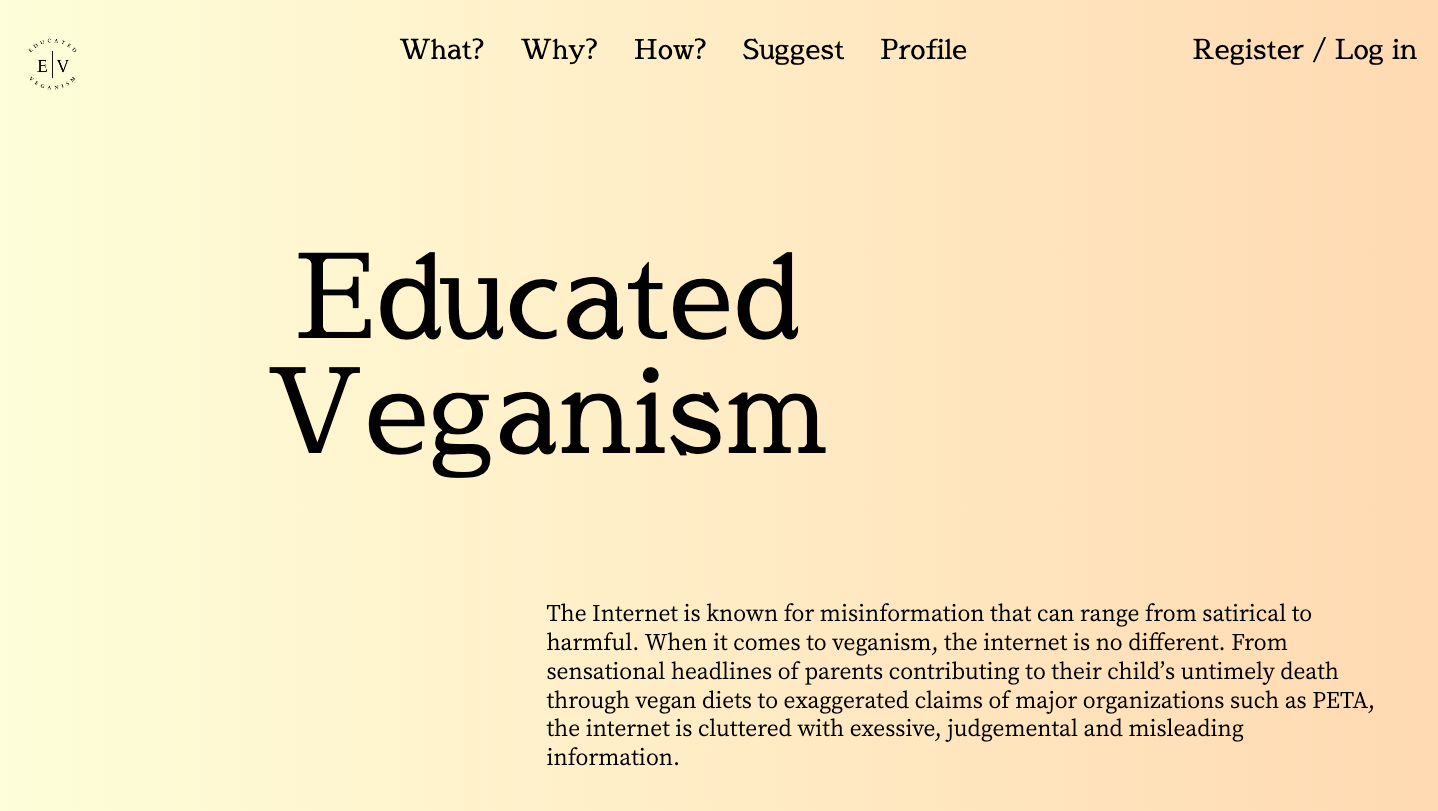 EDUCATED
E|V
VEGANISM
What? Why? How? Suggest Profile Register / Log in
Educated
Veganism
The Internet is known for misinformation that can range from satirical to
harmful. When it comes to veganism, the internet is no different. From
sensational headlines of parents contributing to their child’s untimely death
through vegan diets to exaggerated claims of major organizations such as PETA,
the internet is cluttered with exessive, judgemental and misleading
information.